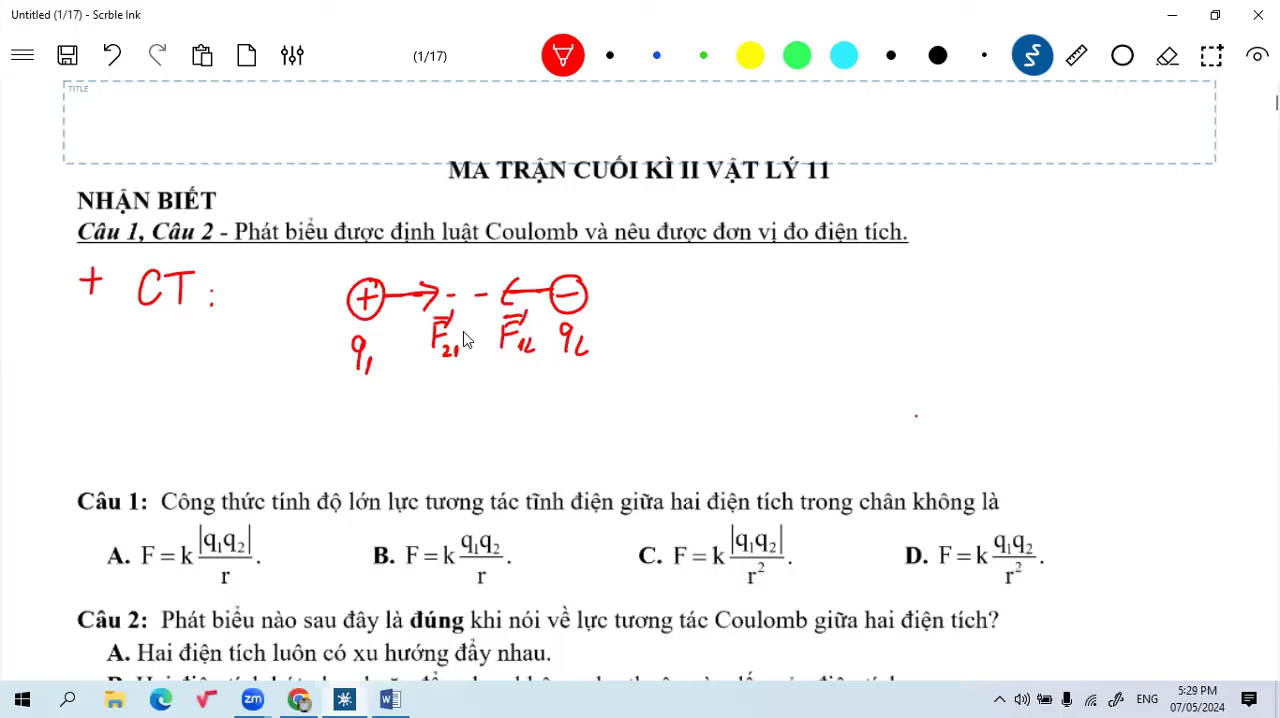 Untitled (1/17) - Scrble Ink
(1/17)
TITLE
MA TRẬN CUỐI KÌ II VẬT LÝ 11
NHẬN BIẾT
Câu 1, Câu 2 - Phát biểu được định luật Coulomb và nêu được đơn vị đo điện tích.
+ CT :
+ → - - ← −
q₁ F⃗₂₁ F⃗₁₂ q₂
Câu 1: Công thức tính độ lớn lực tương tác tĩnh điện giữa hai điện tích trong chân không là
A. F = k |q₁q₂| / r . B. F = k q₁q₂ / r . C. F = k |q₁q₂| / r² . D. F = k q₁q₂ / r² .
Câu 2: Phát biểu nào sau đây là đúng khi nói về lực tương tác Coulomb giữa hai điện tích?
A. Hai điện tích luôn có xu hướng đẩy nhau.
zm
ENG
5:29 PM
07/05/2024